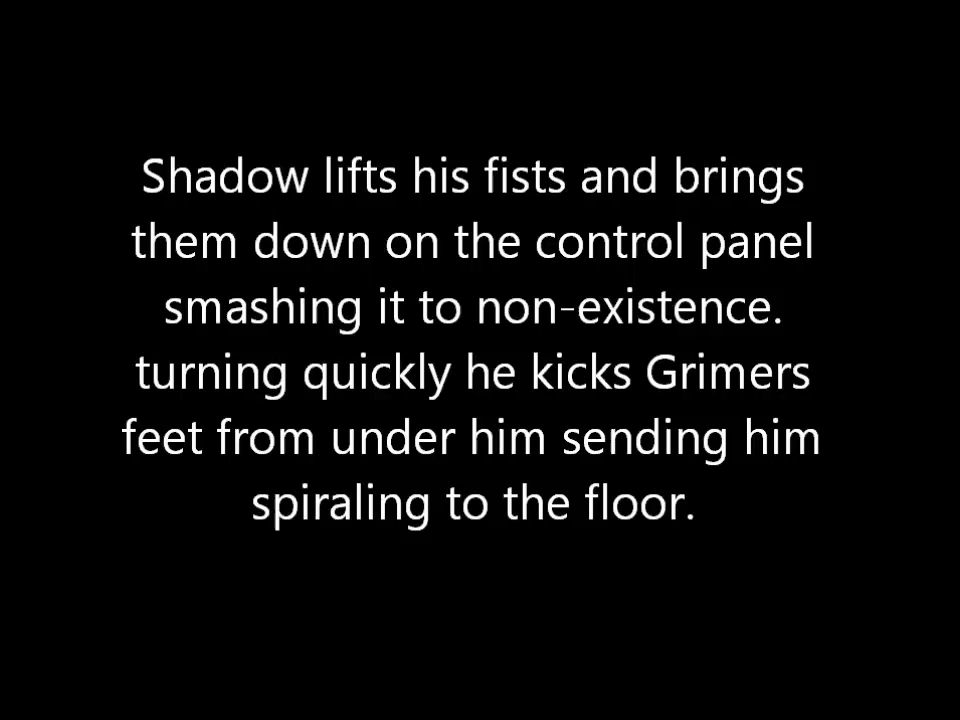 Shadow lifts his fists and brings
them down on the control panel
smashing it to non-existence.
turning quickly he kicks Grimers
feet from under him sending him
spiraling to the floor.